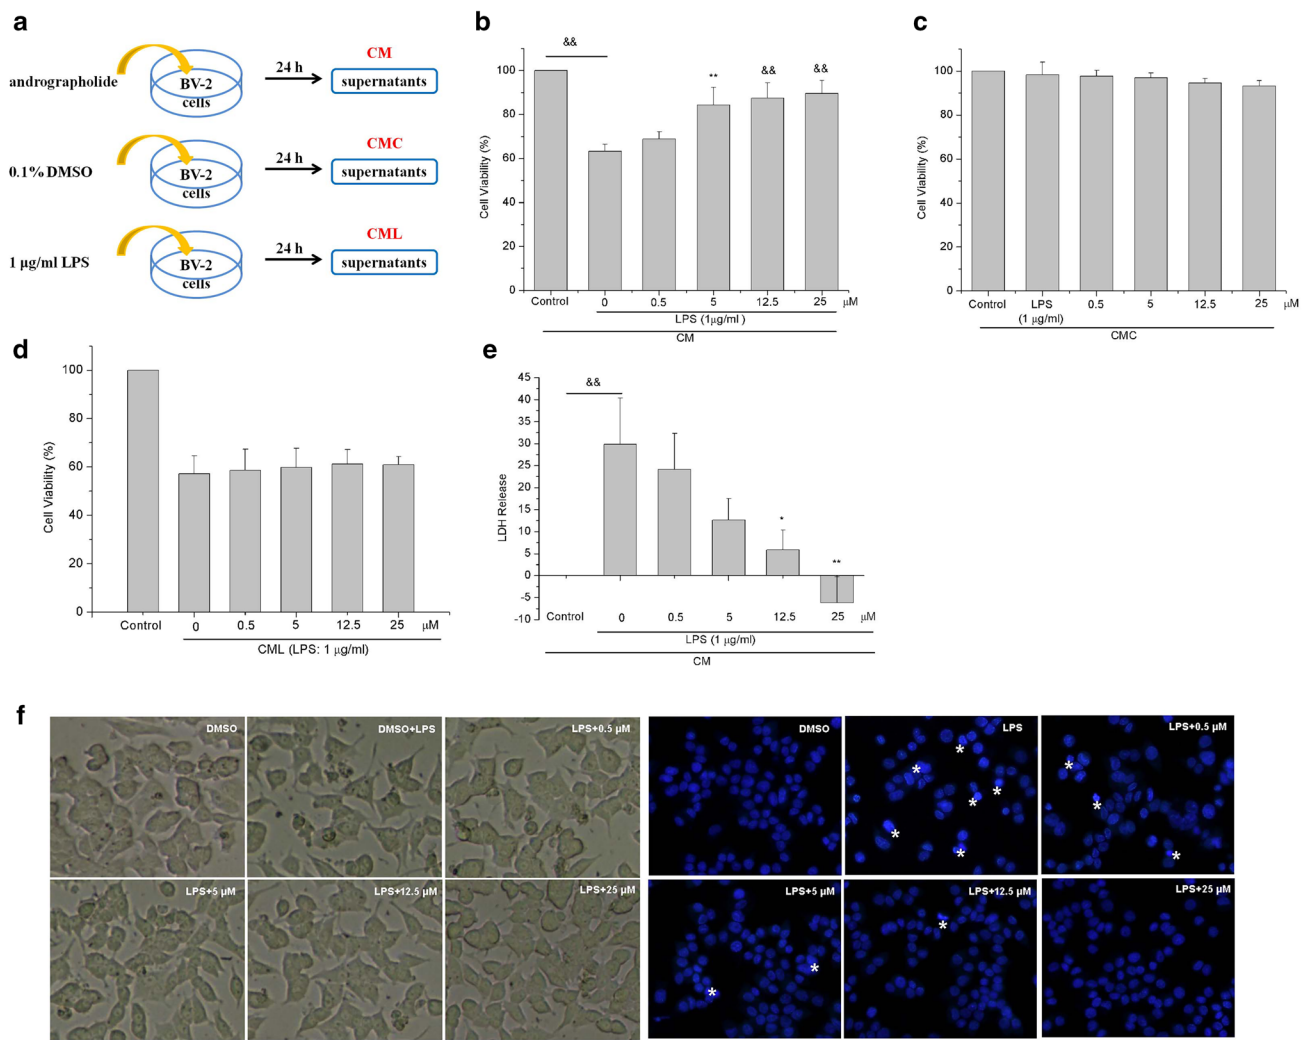 a
andrographolide
BV-2
cells
24 h
CM
supernatants
0.1% DMSO
BV-2
cells
24 h
CMC
supernatants
1 μg/ml LPS
BV-2
cells
24 h
CML
supernatants
b
Cell Viability (%)
100
80
60
40
20
0
&&
**
&&
&&
Control
0
0.5
5
12.5
25
μM
LPS (1μg/ml )
CM
c
Cell Viability (%)
100
80
60
40
20
0
Control
LPS
(1 μg/ml)
0.5
5
12.5
25
μM
CMC
d
Cell Viability (%)
100
80
60
40
20
0
Control
0
0.5
5
12.5
25
μM
CML (LPS: 1 μg/ml)
e
LDH Release
45
40
35
30
25
20
15
10
5
0
-5
-10
&&
*
**
Control
0
0.5
5
12.5
25
μM
LPS (1 μg/ml)
CM
f
DMSO
DMSO+LPS
LPS+0.5 μM
DMSO
LPS
* * * * * *
LPS+0.5 μM
* * *
LPS+5 μM
LPS+12.5 μM
LPS+25 μM
LPS+5 μM
* *
LPS+12.5 μM
*
LPS+25 μM